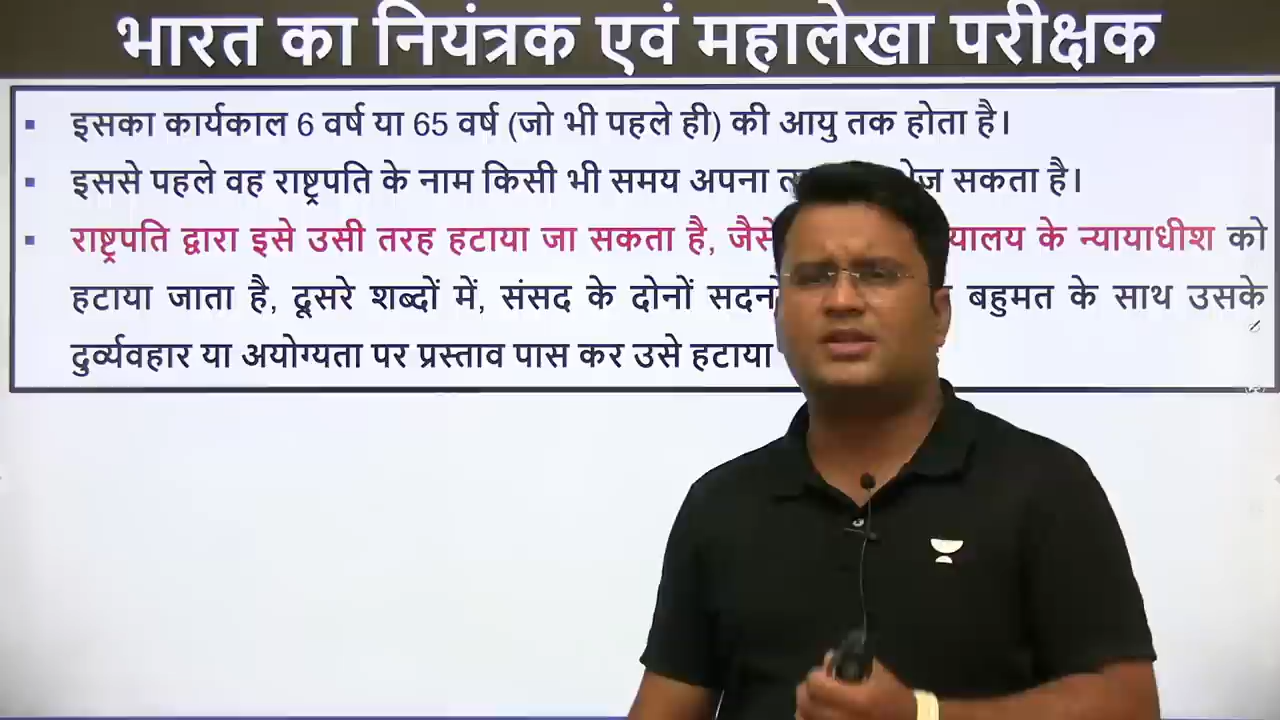 भारत का नियंत्रक एवं महालेखा परीक्षक
इसका कार्यकाल 6 वर्ष या 65 वर्ष (जो भी पहले ही) की आयु तक होता है।
इससे पहले वह राष्ट्रपति के नाम किसी भी समय अपना सकता है।
राष्ट्रपति द्वारा इसे उसी तरह हटाया जा सकता है, जैसे के न्यायाधीश को
हटाया जाता है, दूसरे शब्दों में, संसद के दोनों बहुमत के साथ उसके
दुर्व्यवहार या अयोग्यता पर प्रस्ताव पास कर उसे हटाया